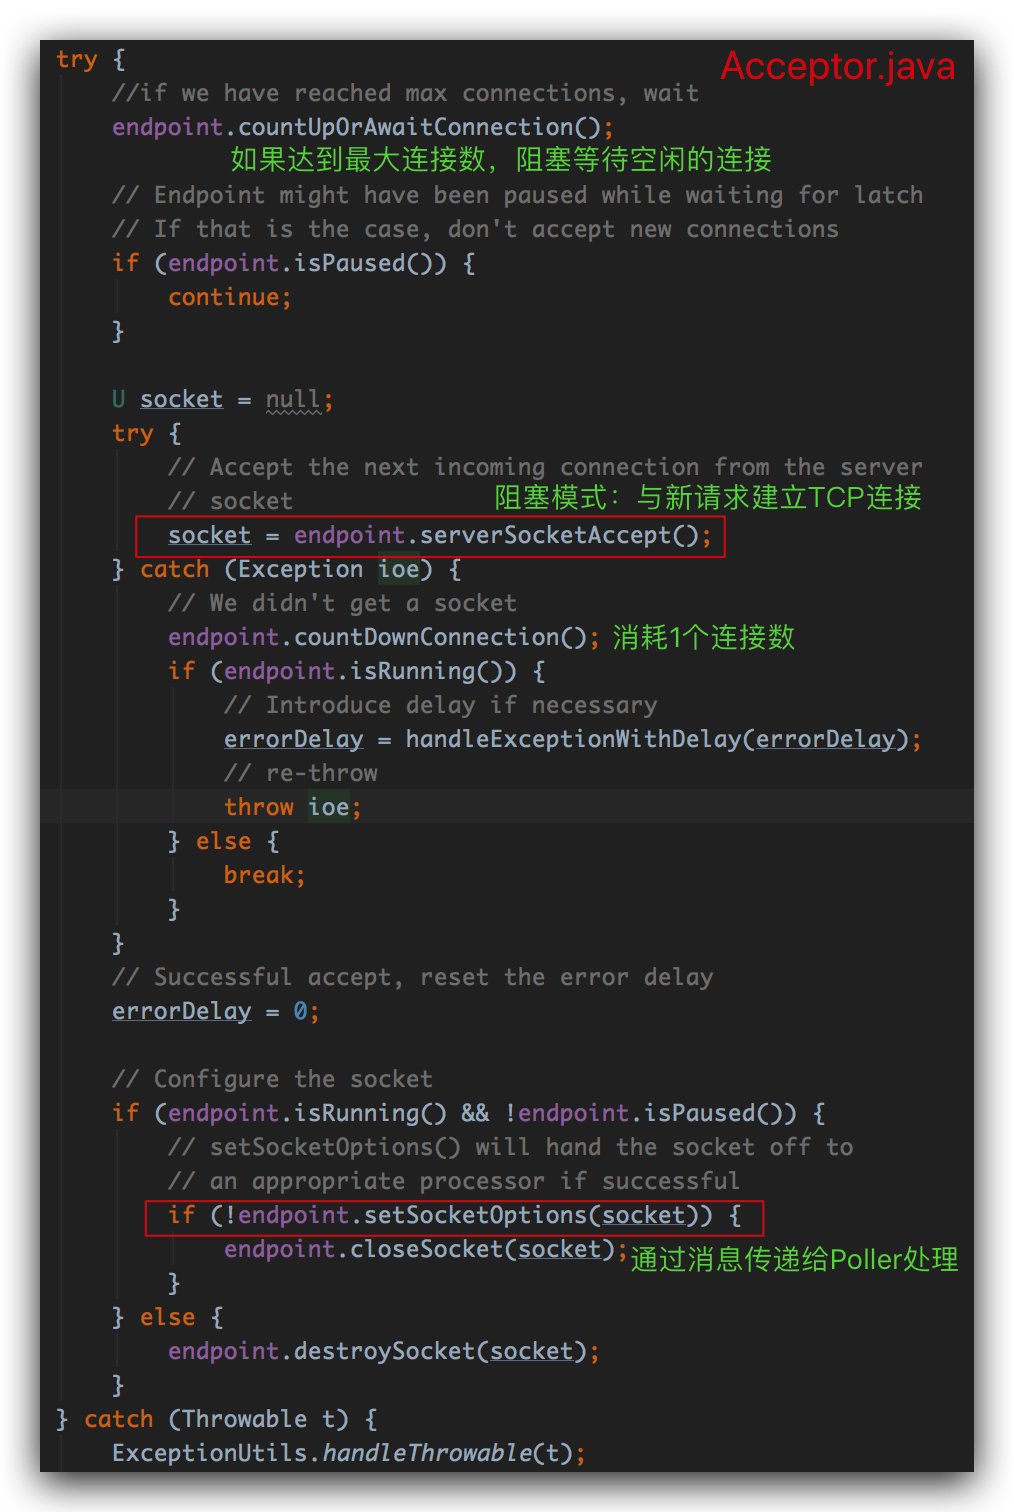 try {
Acceptor.java
//if we have reached max connections, wait
endpoint.countUpOrAwaitConnection();
如果达到最大连接数，阻塞等待空闲的连接
// Endpoint might have been paused while waiting for latch
// If that is the case, don't accept new connections
if (endpoint.isPaused()) {
continue;
}
U socket = null;
try {
// Accept the next incoming connection from the server
// socket
阻塞模式：与新请求建立TCP连接
socket = endpoint.serverSocketAccept();
} catch (Exception ioe) {
// We didn't get a socket
endpoint.countDownConnection(); 消耗1个连接数
if (endpoint.isRunning()) {
// Introduce delay if necessary
errorDelay = handleExceptionWithDelay(errorDelay);
// re-throw
throw ioe;
} else {
break;
}
}
// Successful accept, reset the error delay
errorDelay = 0;
// Configure the socket
if (endpoint.isRunning() && !endpoint.isPaused()) {
// setSocketOptions() will hand the socket off to
// an appropriate processor if successful
if (!endpoint.setSocketOptions(socket)) {
endpoint.closeSocket(socket);
通过消息传递给Poller处理
}
} else {
endpoint.destroySocket(socket);
}
} catch (Throwable t) {
ExceptionUtils.handleThrowable(t);